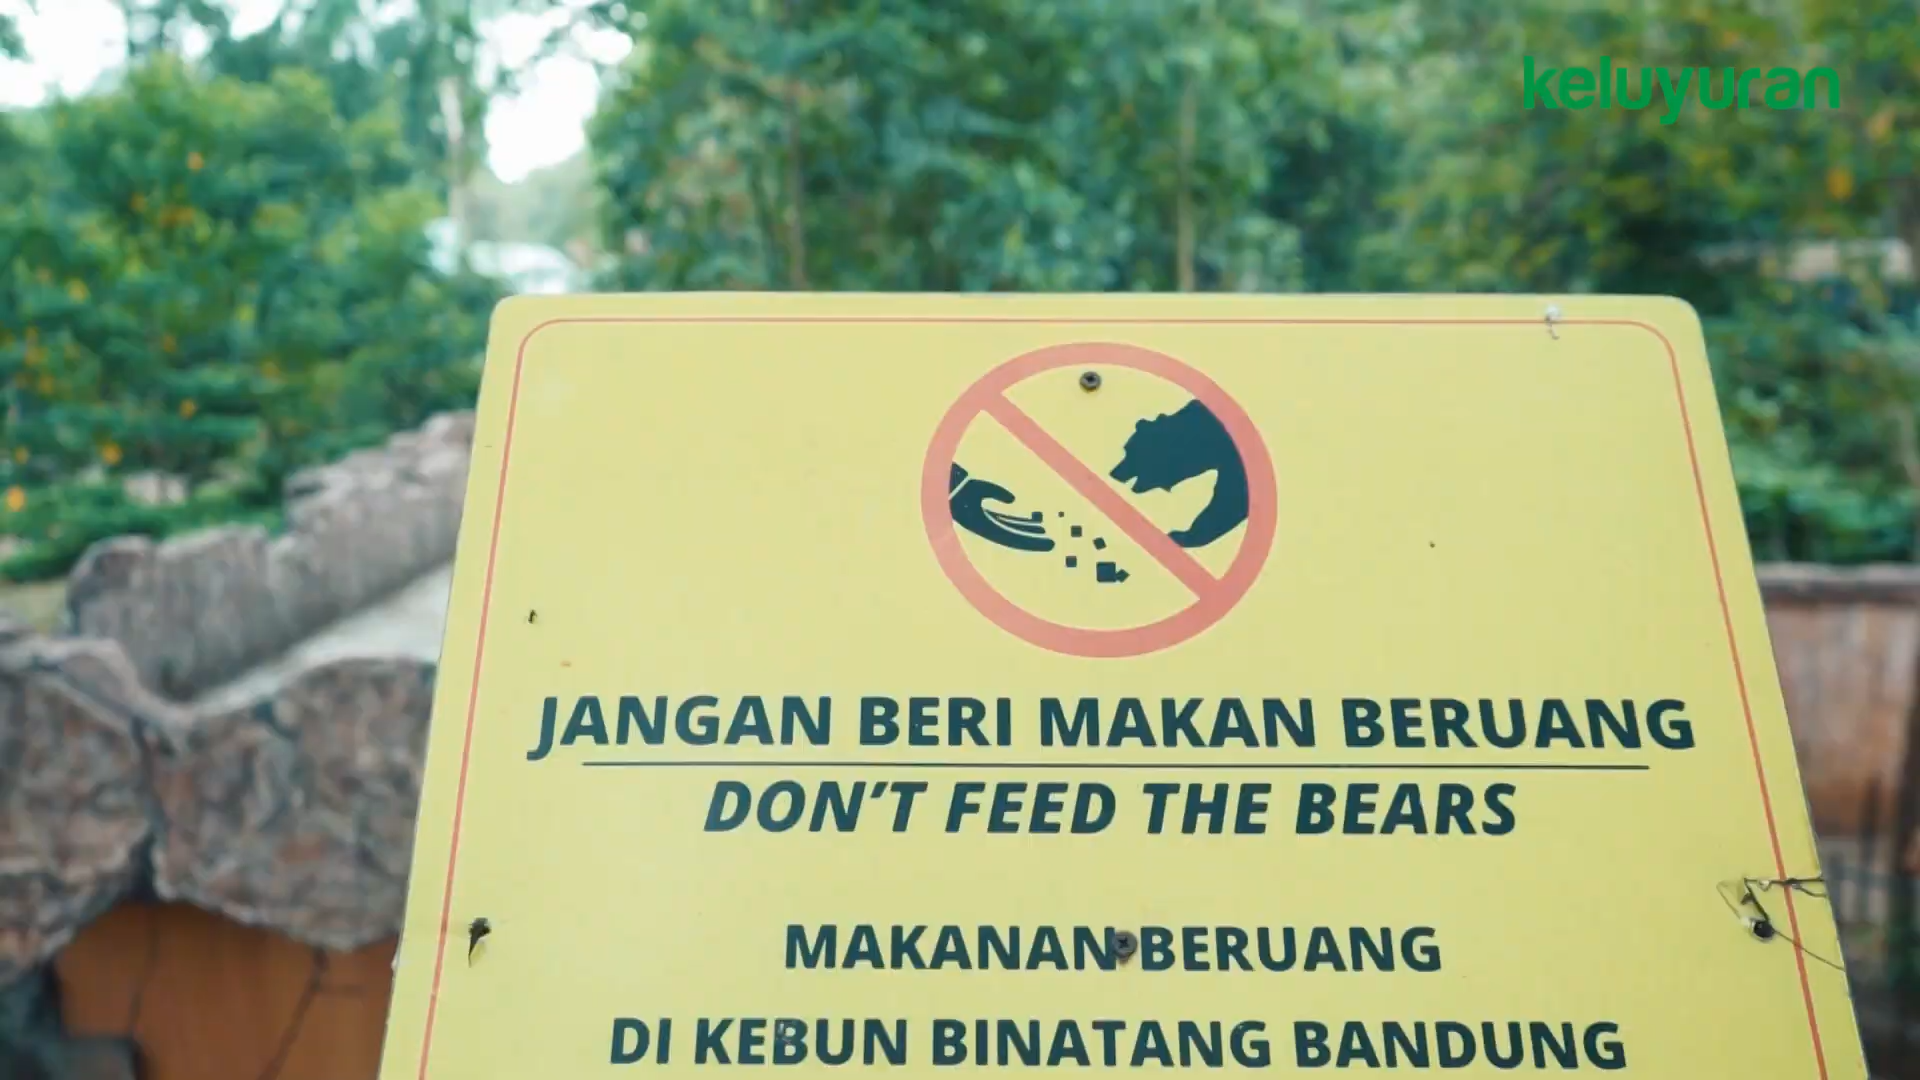 keluyuran
JANGAN BERI MAKAN BERUANG
DON'T FEED THE BEARS
MAKANAN BERUANG
DI KEBUN BINATANG BANDUNG